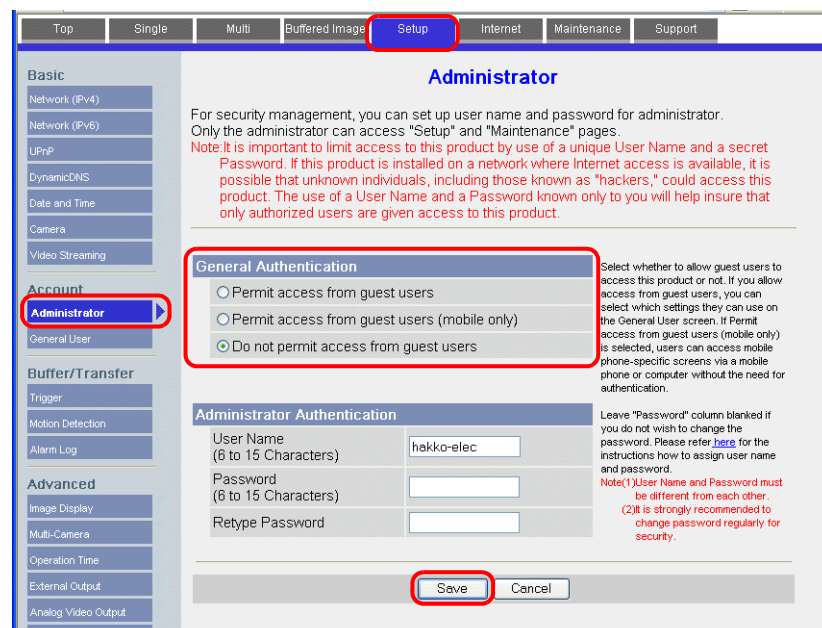 Top Single Multi Buffered Image Setup Internet Maintenance Support
Basic
Network (IPv4)
Network (IPv6)
UPnP
DynamicDNS
Date and Time
Camera
Video Streaming
Account
Administrator
General User
Buffer/Transfer
Trigger
Motion Detection
Alarm Log
Advanced
Image Display
Multi-Camera
Operation Time
External Output
Analog Video Output
Administrator
For security management, you can set up user name and password for administrator.
Only the administrator can access "Setup" and "Maintenance" pages.
Note:It is important to limit access to this product by use of a unique User Name and a secret
Password. If this product is installed on a network where Internet access is available, it is
possible that unknown individuals, including those known as "hackers," could access this
product. The use of a User Name and a Password known only to you will help insure that
only authorized users are given access to this product.
General Authentication
Permit access from guest users
Permit access from guest users (mobile only)
Do not permit access from guest users
Select whether to allow guest users to
access this product or not. If you allow
access from guest users, you can
select which settings they can use on
the General User screen. If Permit
access from guest users (mobile only)
is selected, users can access mobile
phone-specific screens via a mobile
phone or computer without the need for
authentication.
Administrator Authentication
User Name
(6 to 15 Characters)
hakko-elec
Password
(6 to 15 Characters)
Retype Password
Leave "Password" column blanked if
you do not wish to change the
password. Please refer here for the
instructions how to assign user name
and password.
Note(1)User Name and Password must
be different from each other.
(2)It is strongly recommended to
change password regularly for
security.
Save Cancel